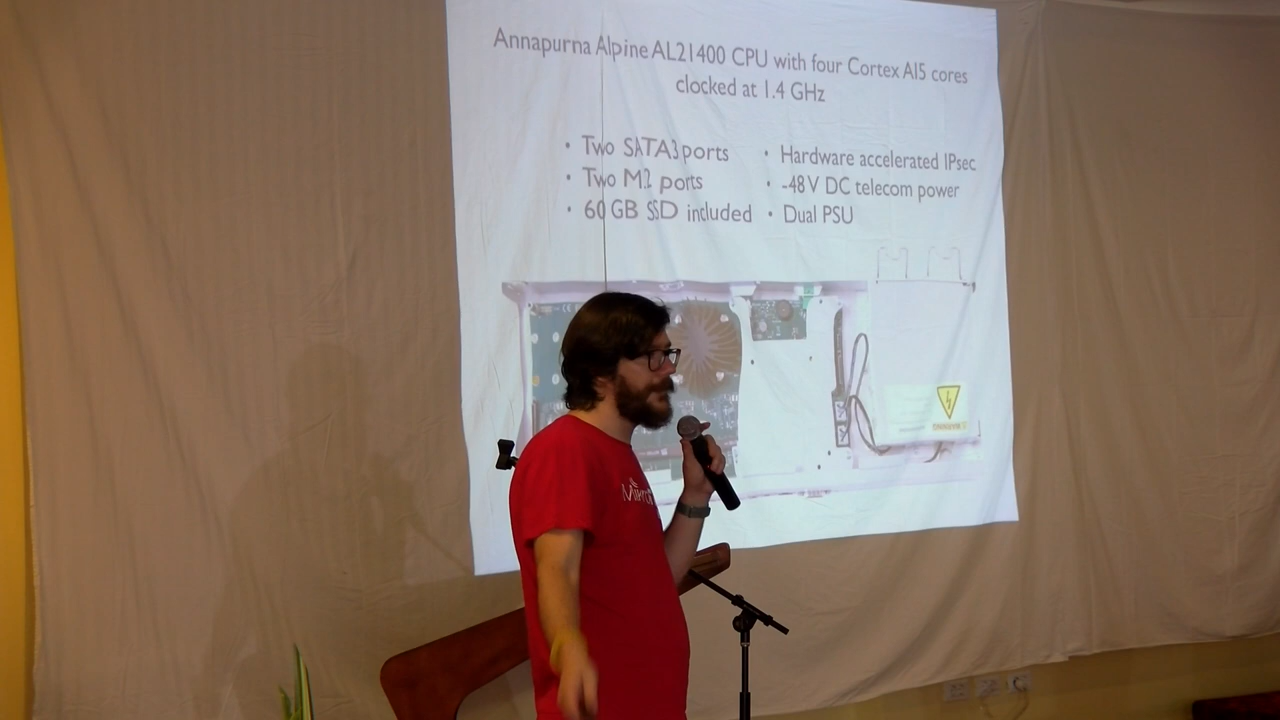 Annapurna Alpine AL21400 CPU with four Cortex A15 cores
clocked at 1.4 GHz
• Two SATA3 ports
• Two M.2 ports
• 60 GB SSD included
• Hardware accelerated IPsec
• -48V DC telecom power
• Dual PSU